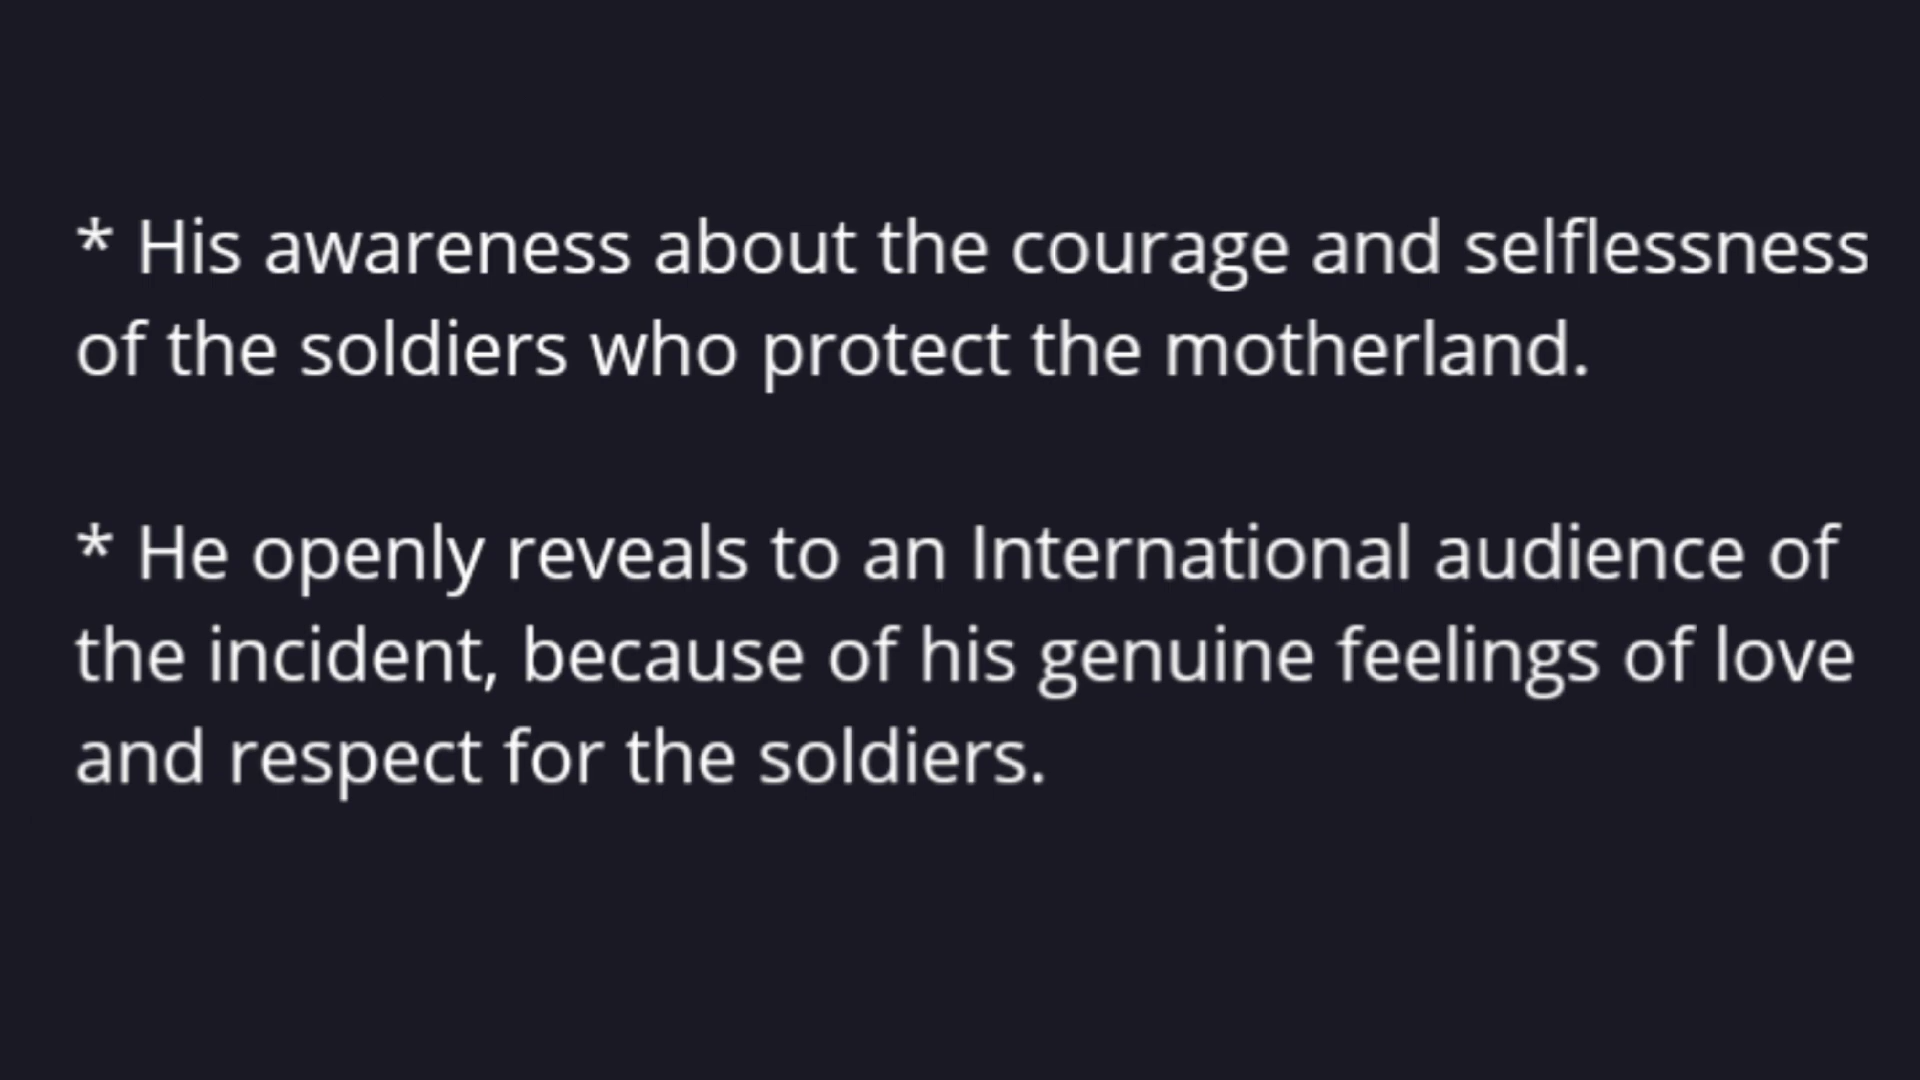 * His awareness about the courage and selflessness
of the soldiers who protect the motherland.
* He openly reveals to an International audience of
the incident, because of his genuine feelings of love
and respect for the soldiers.